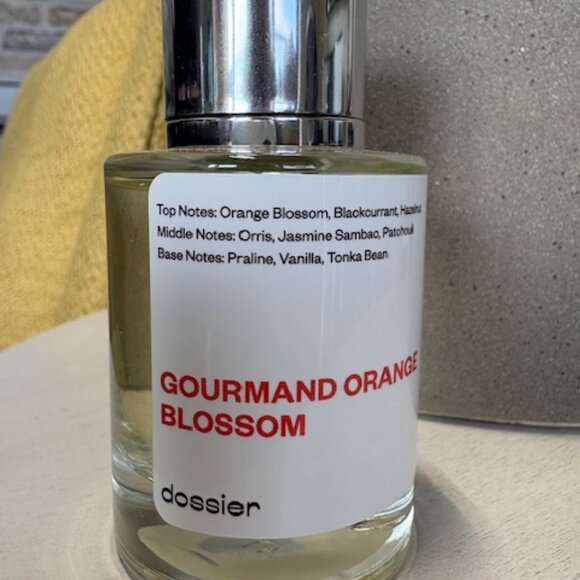 Top Notes: Orange Blossom, Blackcurrant, Hazelnut
Middle Notes: Orris, Jasmine Sambac, Patchouli
Base Notes: Praline, Vanilla, Tonka Bean
GOURMAND ORANGE
BLOSSOM
dossier